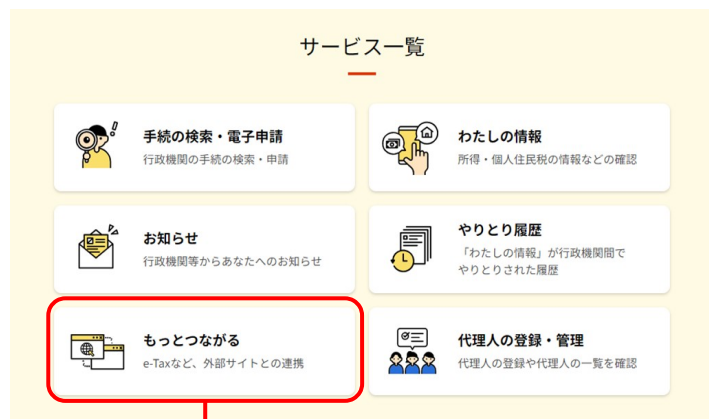 サービス一覧
手続の検索・電子申請
行政機関の手続の検索・申請
わたしの情報
所得・個人住民税の情報などの確認
お知らせ
行政機関等からあなたへのお知らせ
やりとり履歴
「わたしの情報」が行政機関間で
やりとりされた履歴
もっとつながる
e-Taxなど、外部サイトとの連携
代理人の登録・管理
代理人の登録や代理人の一覧を確認